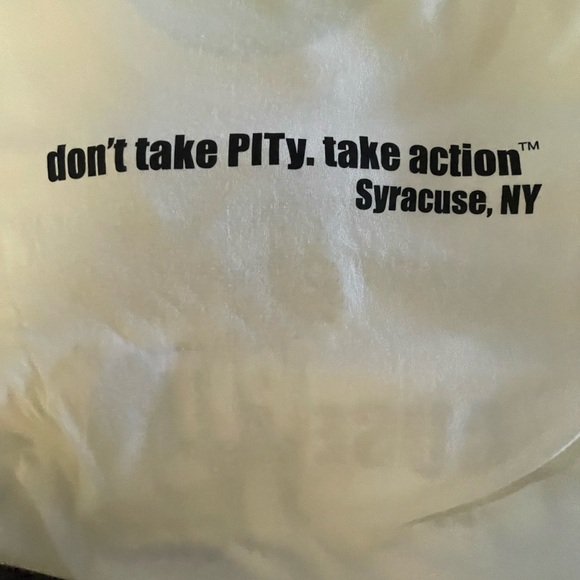 don't take PITy. take action™
Syracuse, NY